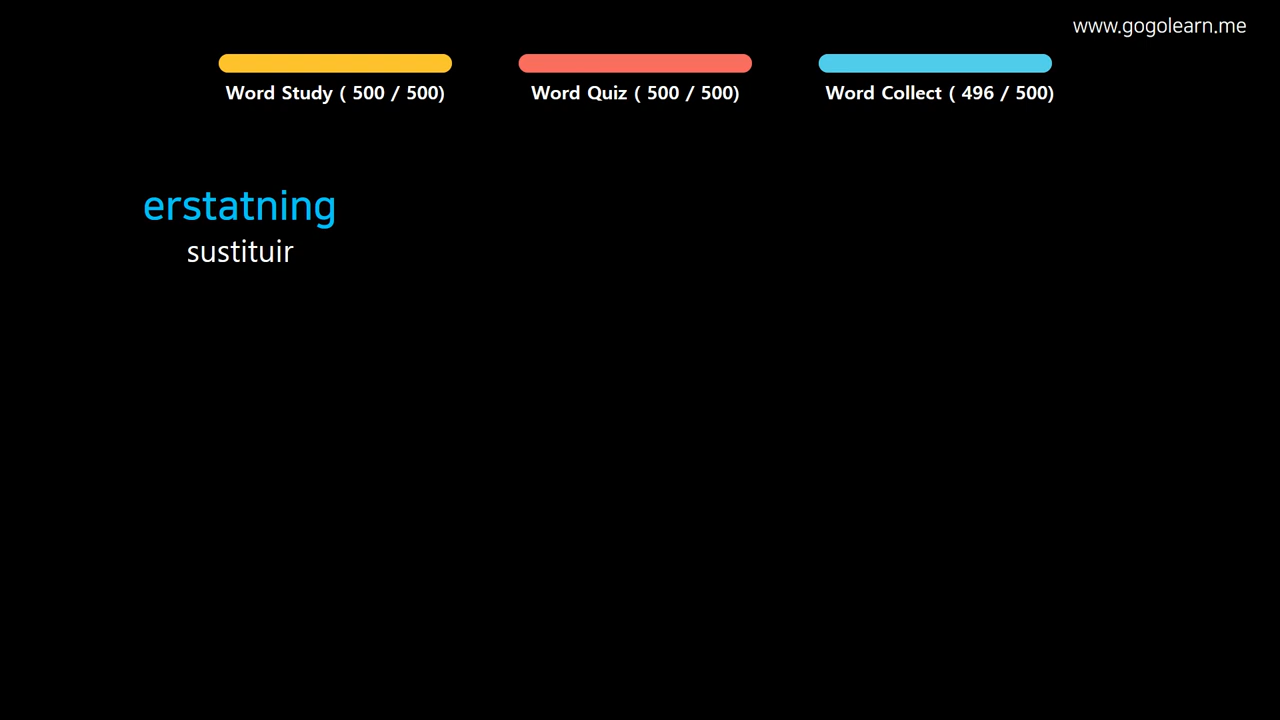 www.gogolearn.me
Word Study ( 500 / 500)
Word Quiz ( 500 / 500)
Word Collect ( 496 / 500)
erstatning
sustituir